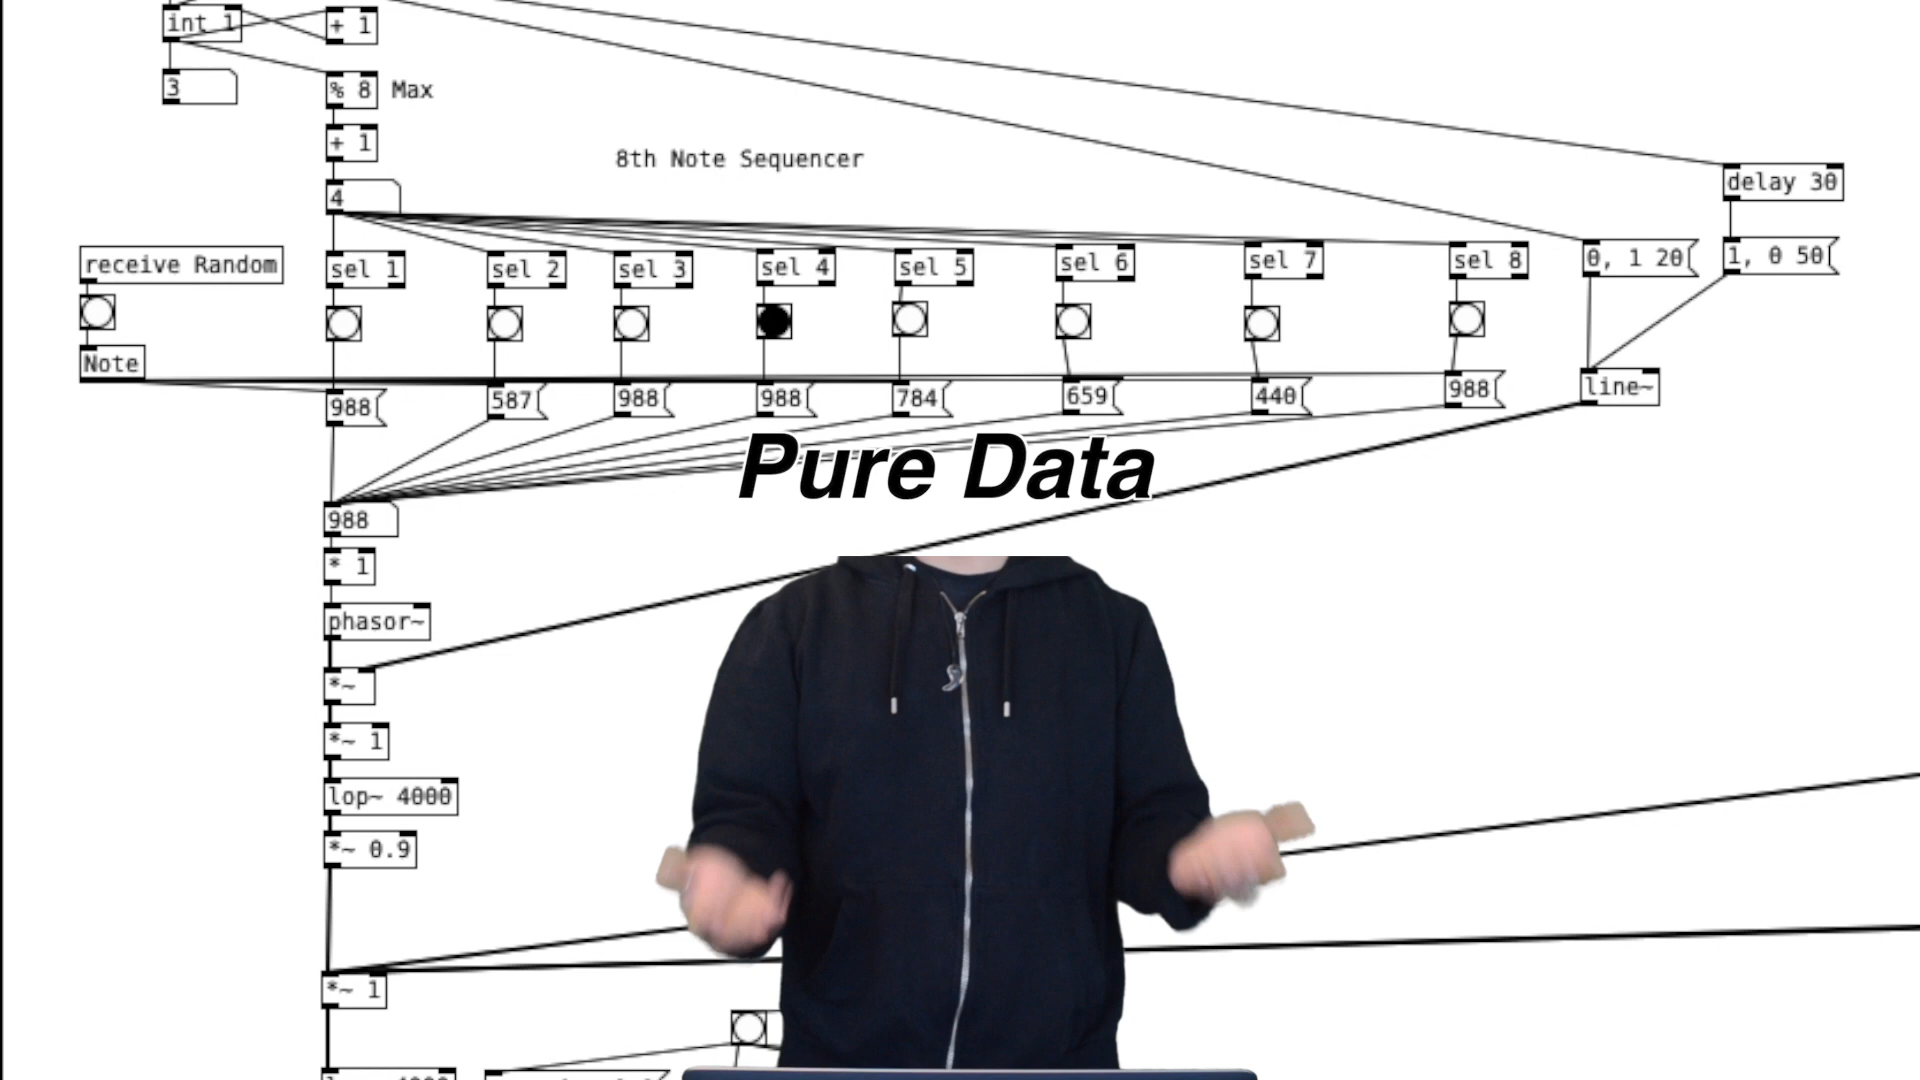 int 1
+ 1
3
% 8 Max
+ 1
8th Note Sequencer
delay 30
4
receive Random
sel 1
sel 2
sel 3
sel 4
sel 5
sel 6
sel 7
sel 8
0, 1 20
1, 0 50
Note
988
587
988
988
784
659
440
988
line~
Pure Data
988
* 1
phasor~
*~
*~ 1
lop~ 4000
*~ 0.9
*~ 1